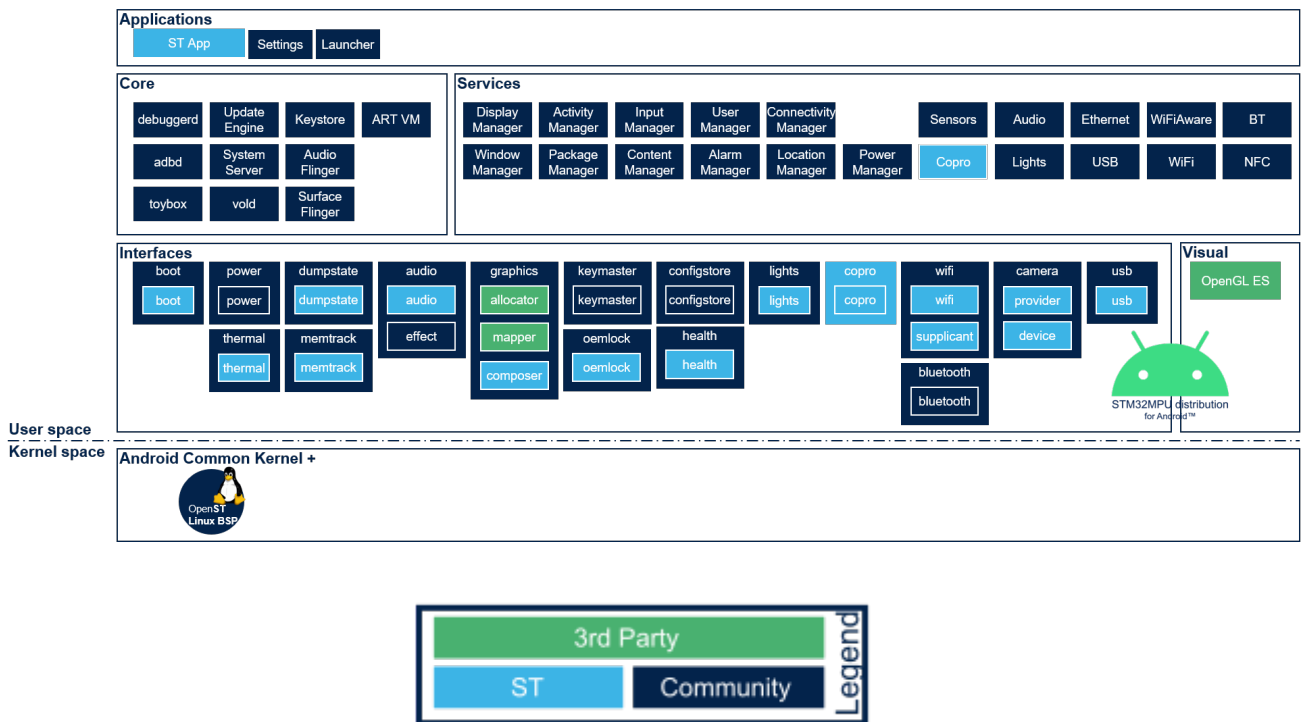 Applications
ST App
Settings
Launcher
Core
debuggerd
Update
Engine
Keystore
ART VM
adbd
System
Server
Audio
Flinger
toybox
vold
Surface
Flinger
Services
Display
Manager
Activity
Manager
Input
Manager
User
Manager
Connectivity
Manager
Sensors
Audio
Ethernet
WiFiAware
BT
Window
Manager
Package
Manager
Content
Manager
Alarm
Manager
Location
Manager
Power
Manager
Copro
Lights
USB
WiFi
NFC
Interfaces
boot
boot
power
power
thermal
thermal
dumpstate
dumpstate
memtrack
memtrack
audio
audio
effect
graphics
allocator
mapper
composer
keymaster
keymaster
oemlock
oemlock
configstore
configstore
health
health
lights
lights
copro
copro
wifi
wifi
supplicant
bluetooth
bluetooth
camera
provider
device
usb
usb
Visual
OpenGL ES
STM32MPU distribution
for Android™
User space
Kernel space
Android Common Kernel +
OpenST
Linux BSP
3rd Party
ST
Community
Legend